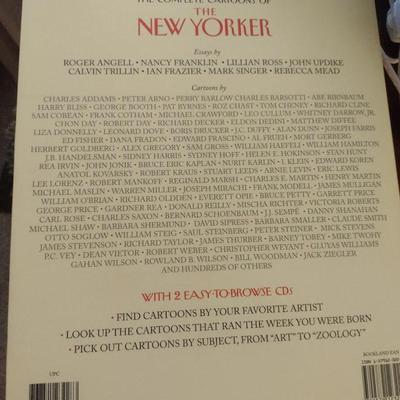 THE COMPLETE CARTOONS OF
THE
NEW YORKER
Essays by
ROGER ANGELL • NANCY FRANKLIN • LILLIAN ROSS • JOHN UPDIKE
CALVIN TRILLIN • IAN FRAZIER • MARK SINGER • REBECCA MEAD
Cartoons by
CHARLES ADDAMS • PETER ARNO • PERRY BARLOW CHARLES BARSOTTI • ABE BIRNBAUM
HARRY BLISS • GEORGE BOOTH • PAT BYRNES • ROZ CHAST • TOM CHENEY • RICHARD CLINE
SAM COBEAN • FRANK COTHAM • MICHAEL CRAWFORD • LEO CULLUM • WHITNEY DARROW, JR.
CHON DAY • ROBERT DAY • RICHARD DECKER • ELDON DEDINI • MATTHEW DIFFEE
LIZA DONNELLY • LEONARD DOVE • BORIS DRUCKER • J.C. DUFFY • ALAN DUNN • JOSEPH FARRIS
ED FISHER • DANA FRADON • EDWARD FRASCINO • AL FRUEH • MORT GERBERG
HERBERT GOLDBERG • ALEX GREGORY • SAM GROSS • WILLIAM HAEFELI • WILLIAM HAMILTON
J.B. HANDELSMAN • SIDNEY HARRIS • SYDNEY HOFF • HELEN E. HOKINSON • STAN HUNT
REA IRVIN • JOHN JONIK • BRUCE ERIC KAPLAN • NURIT KARLIN • I. KLEIN • EDWARD KOREN
ANATOL KOVARSKY • ROBERT KRAUS • STUART LEEDS • ARNIE LEVIN • ERIC LEWIS
LEE LORENZ • ROBERT MANKOFF • REGINALD MARSH • CHARLES E. MARTIN • HENRY MARTIN
MICHAEL MASLIN • WARREN MILLER • JOSEPH MIRACHI • FRANK MODELL • JAMES MULLIGAN
WILLIAM O'BRIEN • RICHARD OLDDEN • EVERETT OPIE • BRUCE PETTY • GARRETT PRICE
GEORGE PRICE • GARDNER REA • DONALD REILLY • MISCHA RICHTER • VICTORIA ROBERTS
CARL ROSE • CHARLES SAXON • BERNARD SCHOENBAUM • J.J. SEMPÉ • DANNY SHANAHAN
MICHAEL SHAW • BARBARA SHERMUND • DAVID SIPRESS • BARBARA SMALLER • CLAUDE SMITH
OTTO SOGLOW • WILLIAM STEIG • SAUL STEINBERG • PETER STEINER • MICK STEVENS
JAMES STEVENSON • RICHARD TAYLOR • JAMES THURBER • BARNEY TOBEY • MIKE TWOHY
P.C. VEY • DEAN VIETOR • ROBERT WEBER • CHRISTOPHER WEYANT • GLUYAS WILLIAMS
GAHAN WILSON • ROWLAND B. WILSON • BILL WOODMAN • JACK ZIEGLER
AND HUNDREDS OF OTHERS
WITH 2 EASY-TO-BROWSE CDs
• FIND CARTOONS BY YOUR FAVORITE ARTIST
• LOOK UP THE CARTOONS THAT RAN THE WEEK YOU WERE BORN
• PICK OUT CARTOONS BY SUBJECT, FROM “ART” TO “ZOOLOGY”
UPC
BOOKLAND EAN